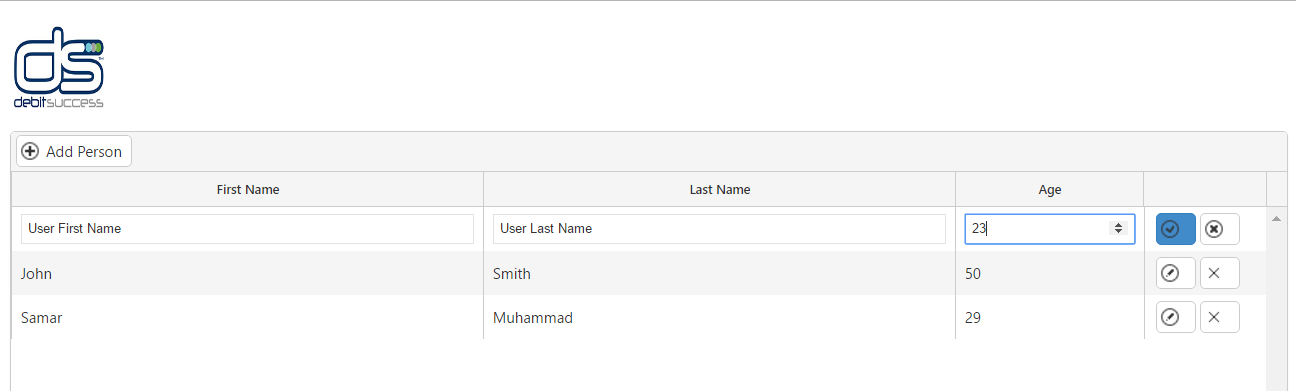 ds™
debitsuccess
Add Person
First Name Last Name Age
User First Name User Last Name 23
John Smith 50
Samar Muhammad 29